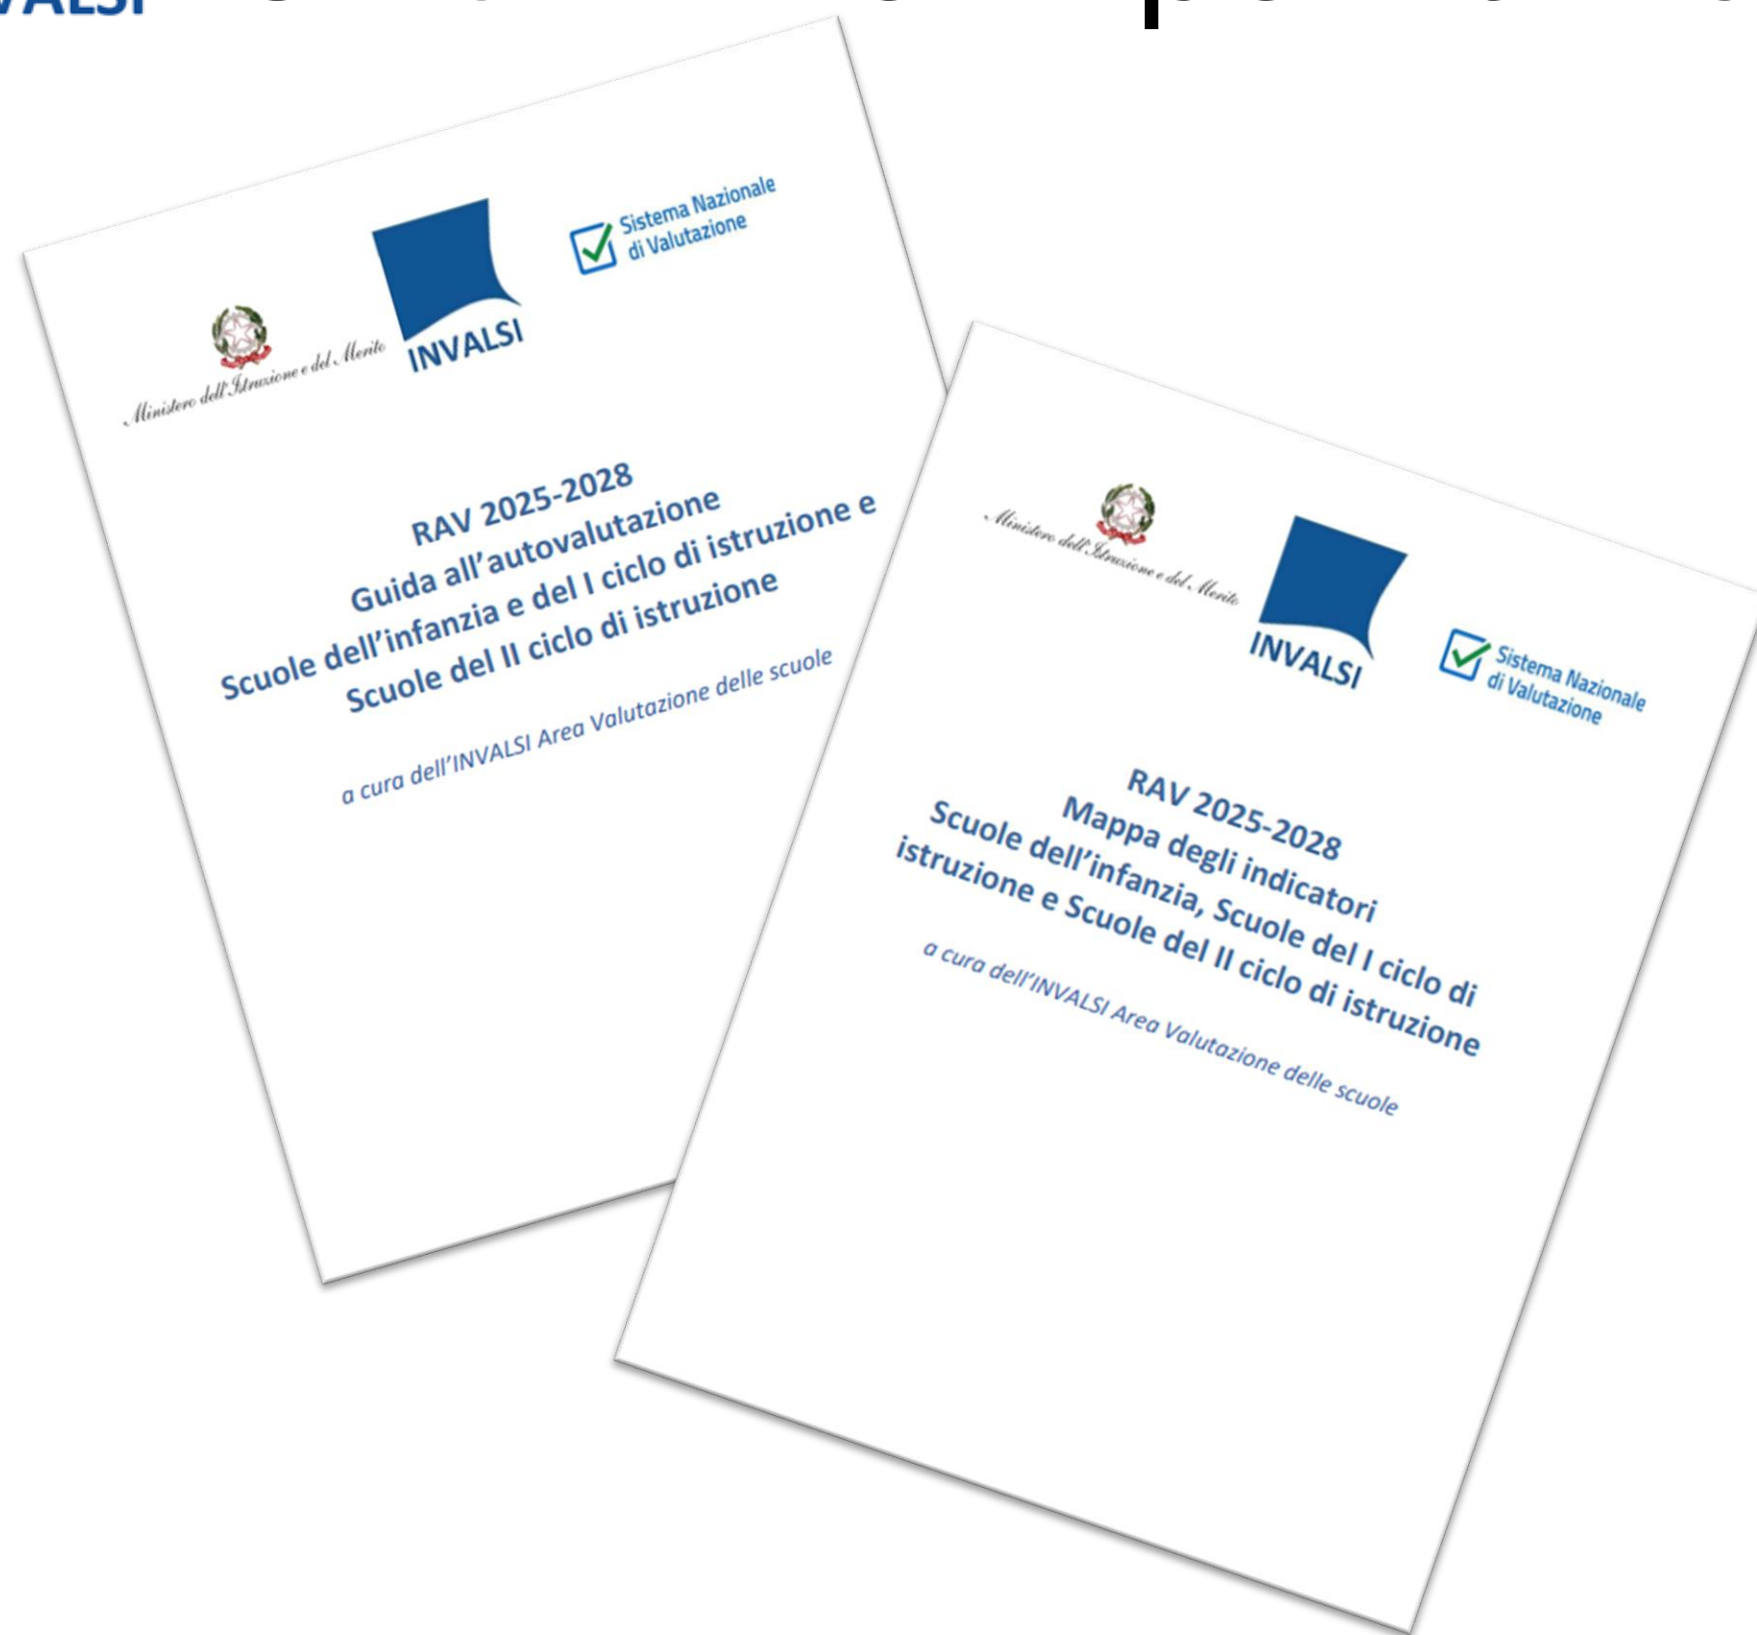 Ministero dell'Istruzione e del Merito
INVALSI
Sistema Nazionale
di Valutazione
RAV 2025-2028
Guida all'autovalutazione
Scuole dell'infanzia e del I ciclo di istruzione e
Scuole del II ciclo di istruzione
a cura dell'INVALSI Area Valutazione delle scuole
Ministero dell'Istruzione e del Merito
INVALSI
Sistema Nazionale
di Valutazione
RAV 2025-2028
Mappa degli indicatori
Scuole dell'infanzia, Scuole del I ciclo di
istruzione e Scuole del II ciclo di istruzione
a cura dell'INVALSI Area Valutazione delle scuole